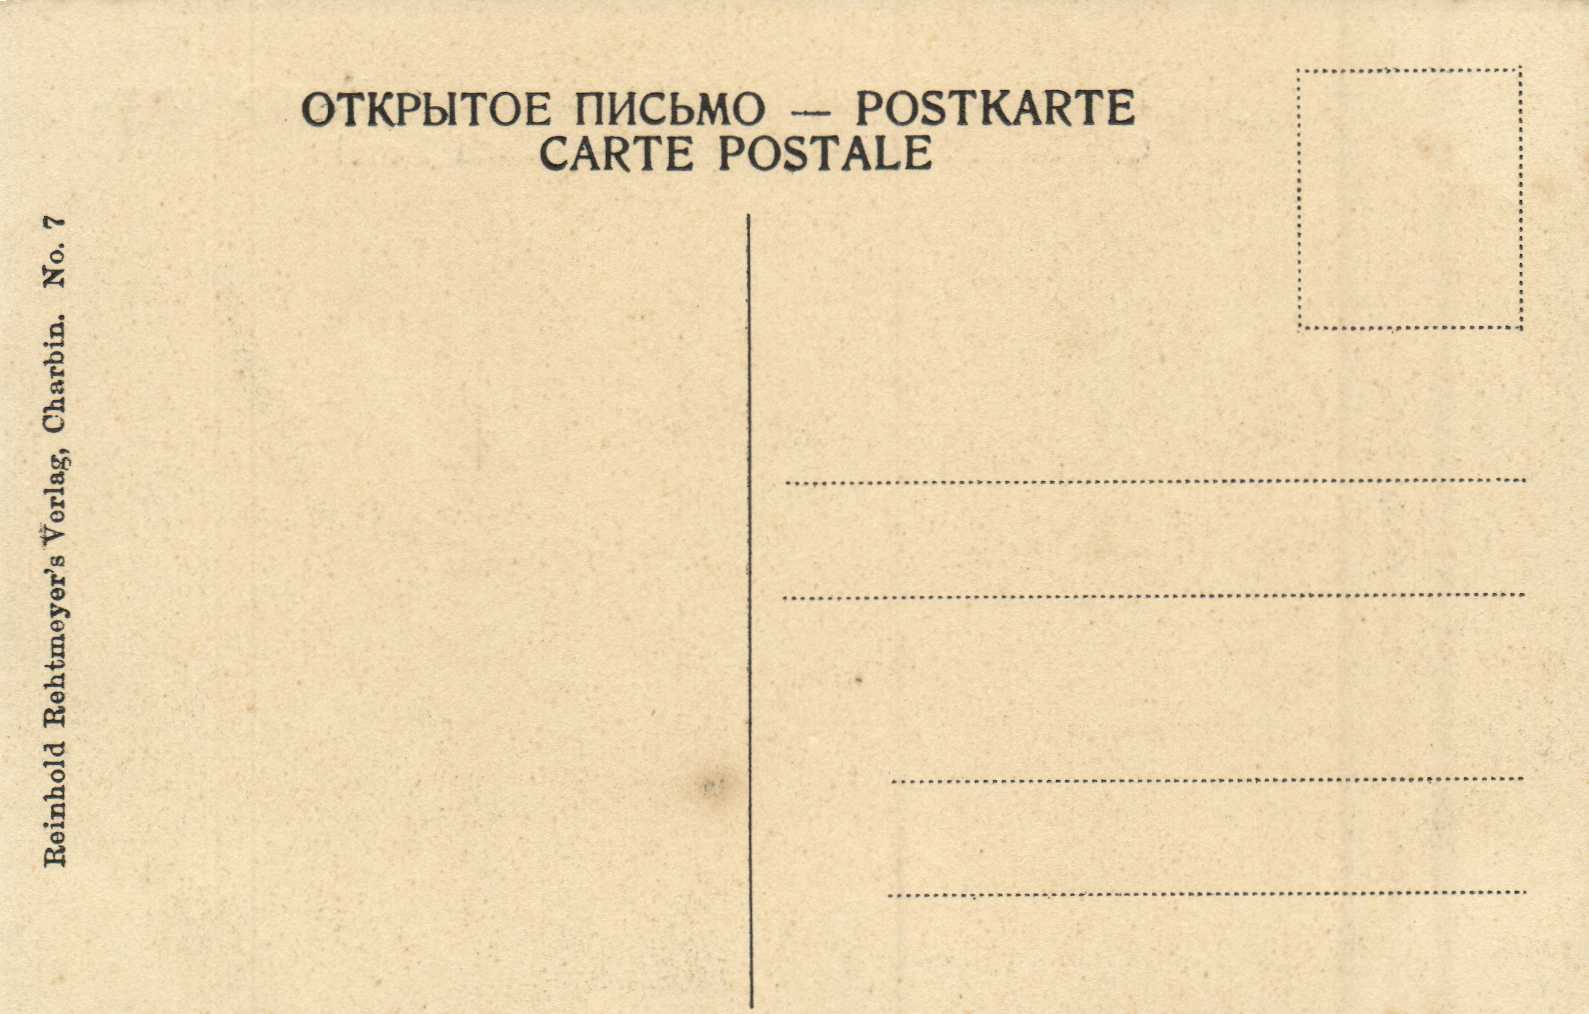 ОТКРЫТОЕ ПИСЬМО — POSTKARTE
CARTE POSTALE
Reinhold Rehtmeyer's Verlag, Charbin. No. 7